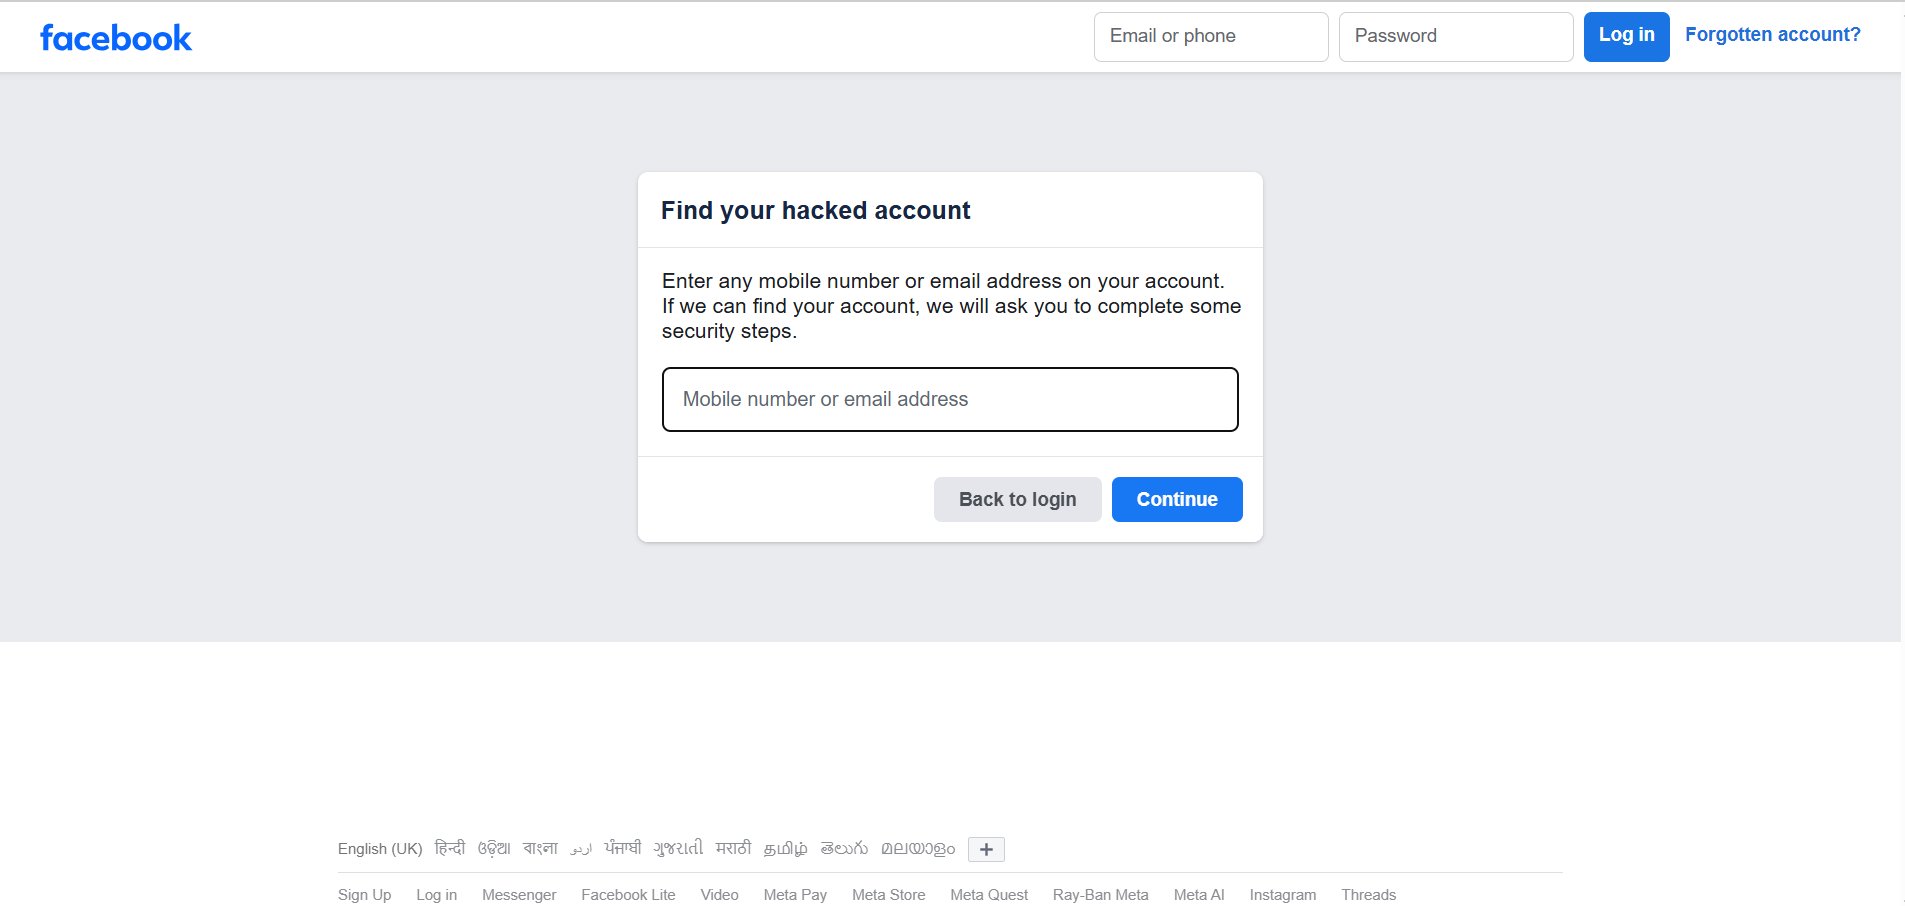 facebook
Email or phone Password Log in Forgotten account?
Find your hacked account
Enter any mobile number or email address on your account.
If we can find your account, we will ask you to complete some
security steps.
Mobile number or email address
Back to login Continue
English (UK) हिन्दी ଓଡ଼ିଆ বাংলা اردو ਪੰਜਾਬੀ ગુજરાતી मराठी தமிழ் తెలుగు മലയാളം +
Sign Up Log in Messenger Facebook Lite Video Meta Pay Meta Store Meta Quest Ray-Ban Meta Meta AI Instagram Threads